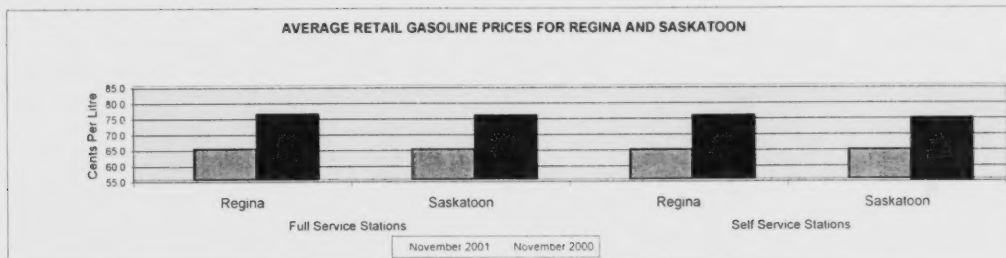 AVERAGE RETAIL GASOLINE PRICES FOR REGINA AND SASKATOON
Cents Per Litre
85.0
80.0
75.0
70.0
65.0
60.0
55.0
Regina Saskatoon Regina Saskatoon
Full Service Stations Self Service Stations
November 2001 November 2000